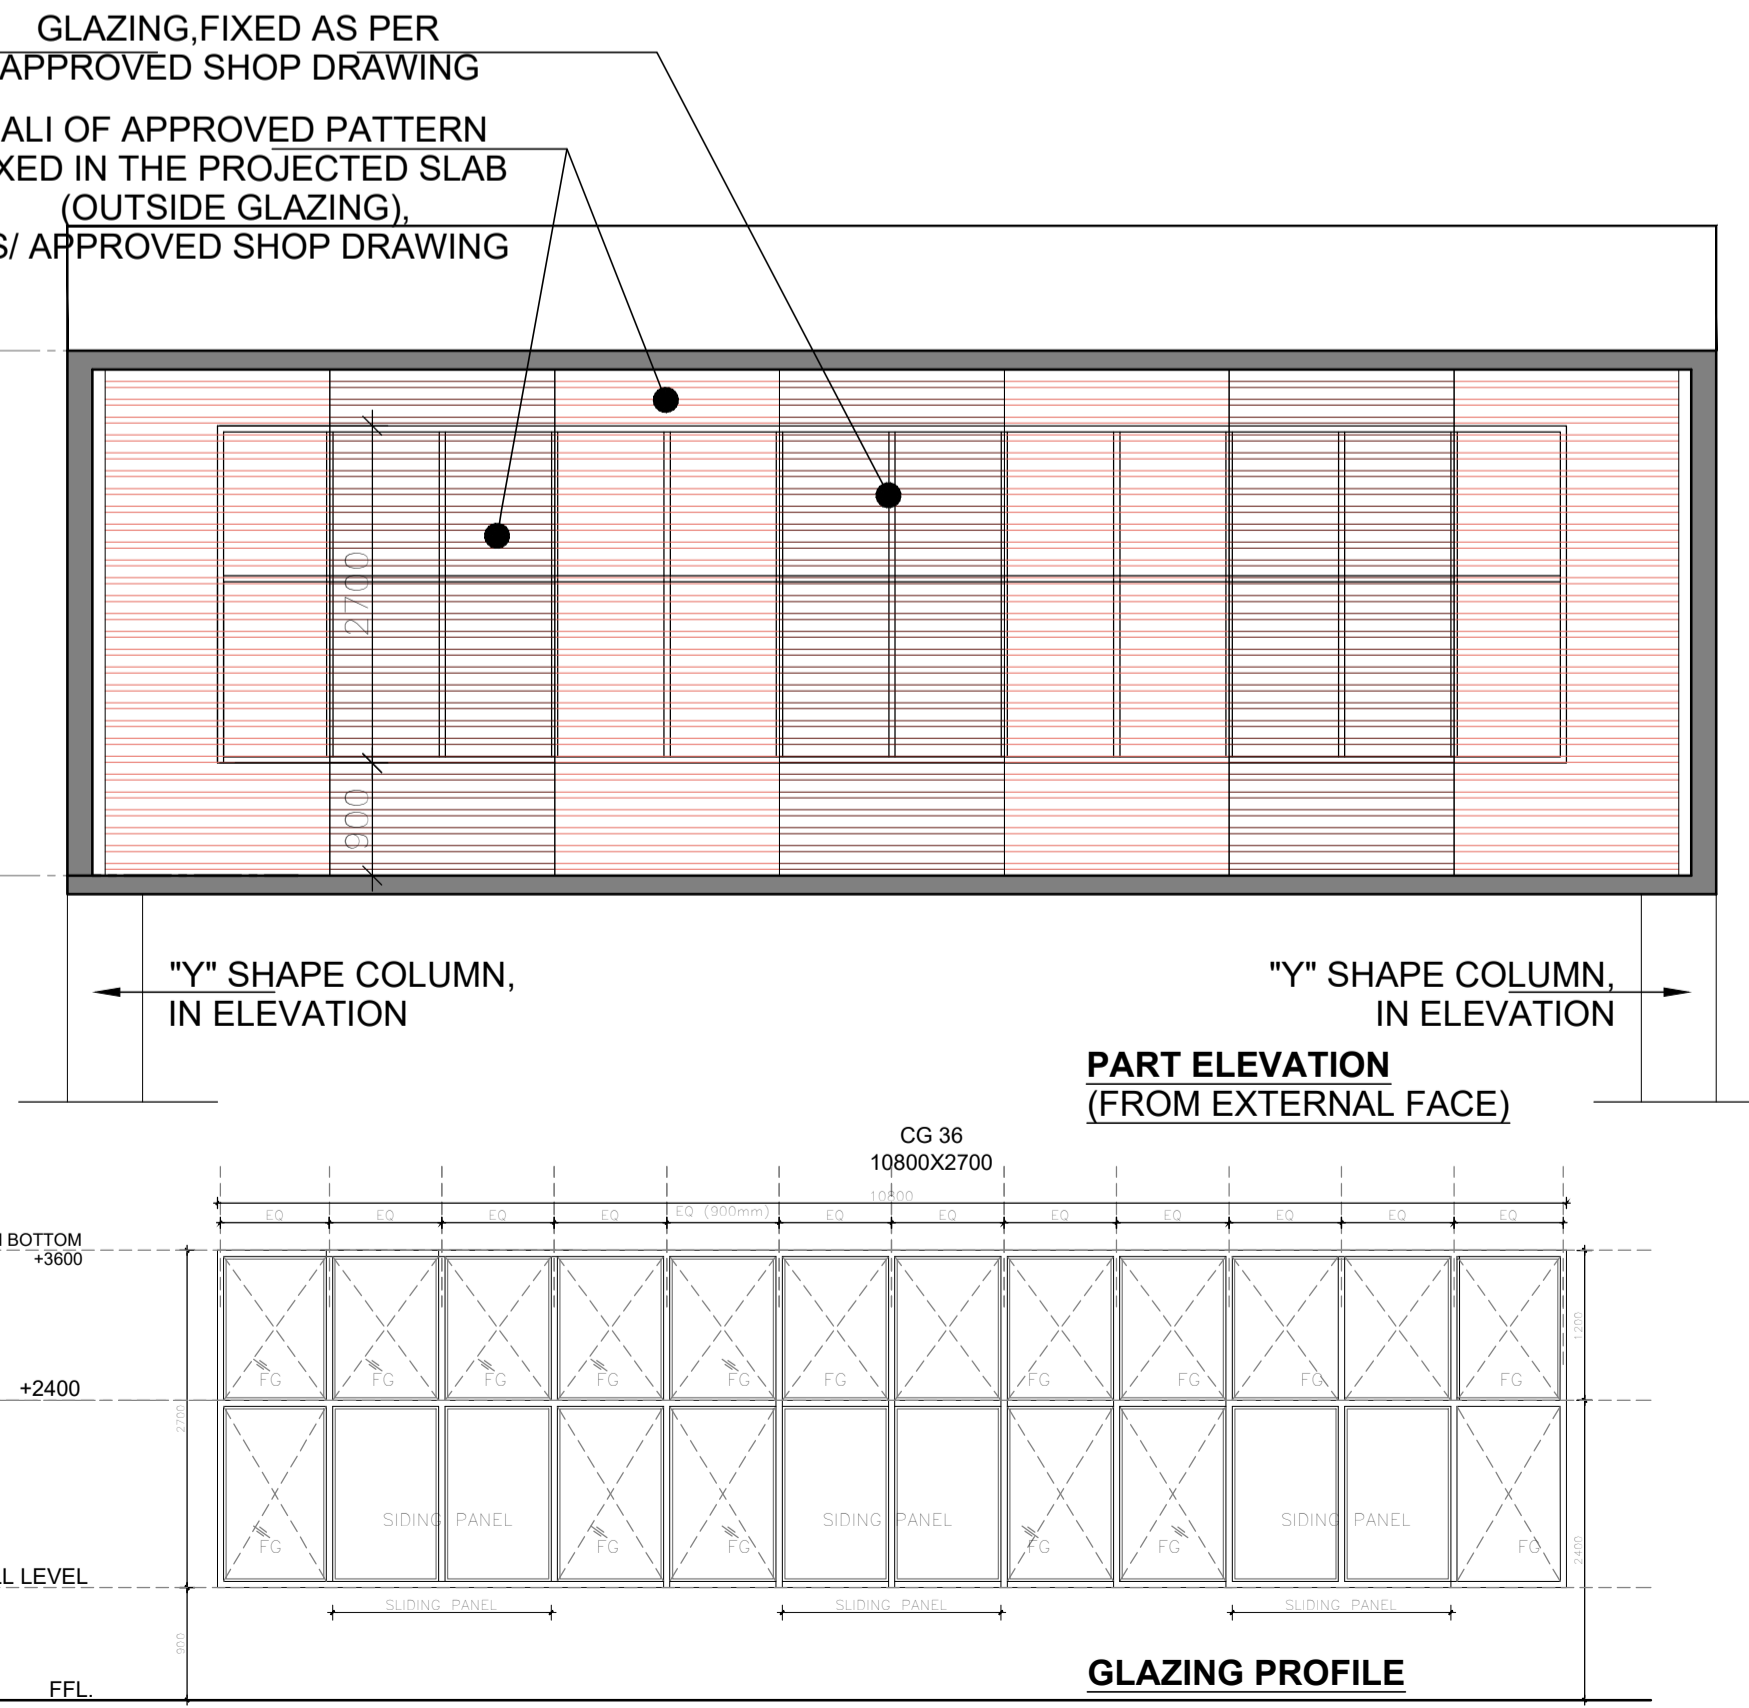 GLAZING,FIXED AS PER
APPROVED SHOP DRAWING
ALI OF APPROVED PATTERN
XED IN THE PROJECTED SLAB
(OUTSIDE GLAZING),
S/ APPROVED SHOP DRAWING
2700
900
"Y" SHAPE COLUMN,
IN ELEVATION
"Y" SHAPE COLUMN,
IN ELEVATION
PART ELEVATION
(FROM EXTERNAL FACE)
CG 36
10800X2700
10800
EQ EQ EQ EQ EQ (900mm) EQ EQ EQ EQ EQ EQ EQ
BOTTOM
+3600
1200
FG FG FG FG FG FG FG FG FG FG
+2400
2700
SIDING PANEL SIDING PANEL SIDING PANEL
FG FG FG FG FG FG
2400
LL LEVEL
SLIDING PANEL SLIDING PANEL SLIDING PANEL
900
GLAZING PROFILE
FFL.